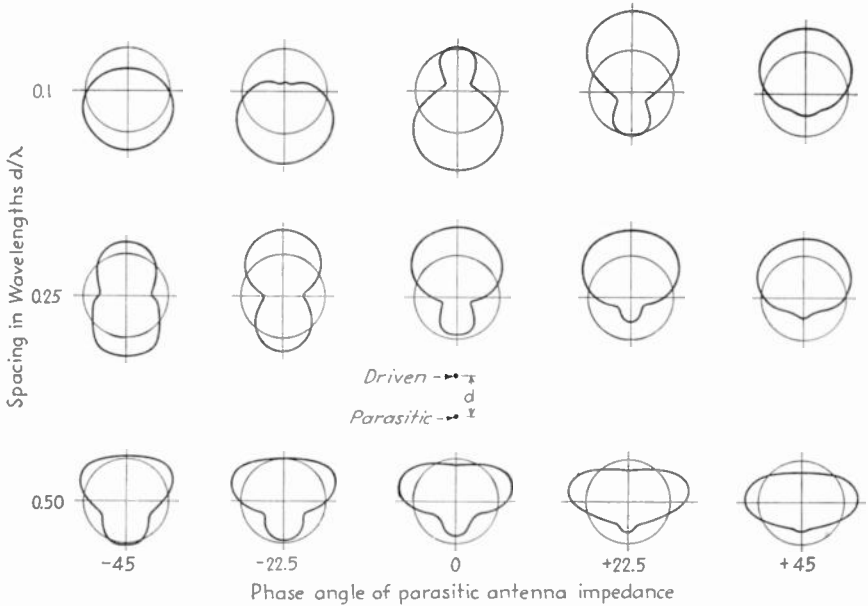 Spacing in Wavelengths d/λ
0.1
0.25
Driven
d
Parasitic
0.50
-45
-22.5
0
+22.5
+45
Phase angle of parasitic antenna impedance